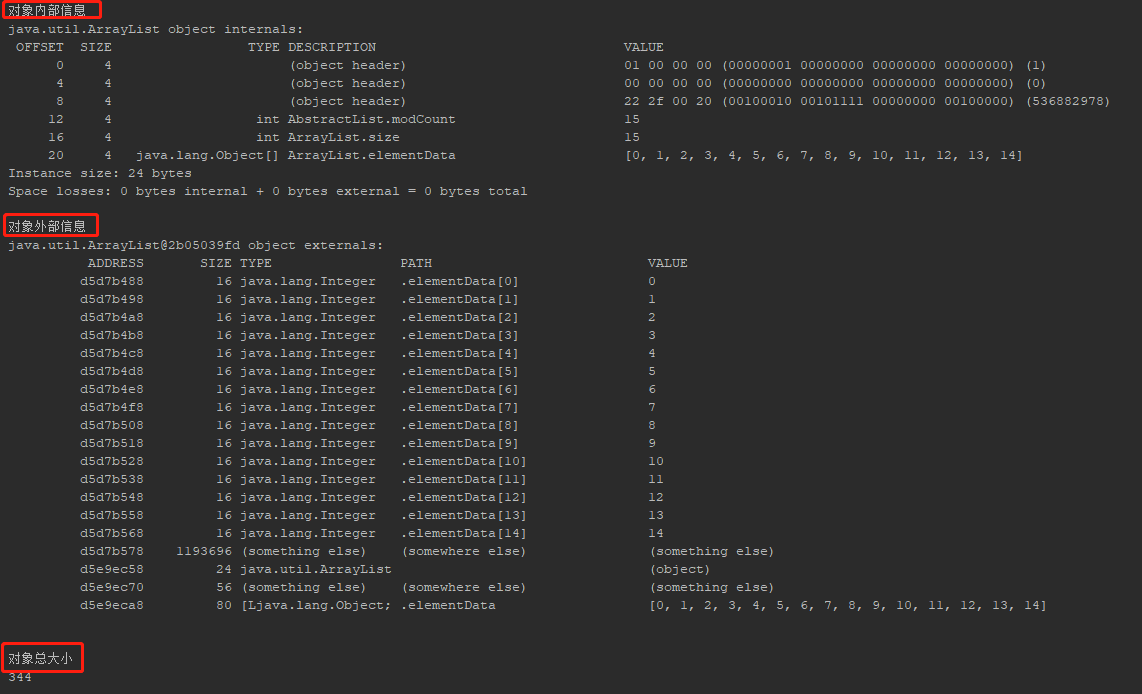 对象内部信息
java.util.ArrayList object internals:
OFFSET SIZE TYPE DESCRIPTION VALUE
0 4 (object header) 01 00 00 00 (00000001 00000000 00000000 00000000) (1)
4 4 (object header) 00 00 00 00 (00000000 00000000 00000000 00000000) (0)
8 4 (object header) 22 2f 00 20 (00100010 00101111 00000000 00100000) (536882978)
12 4 int AbstractList.modCount 15
16 4 int ArrayList.size 15
20 4 java.lang.Object[] ArrayList.elementData [0, 1, 2, 3, 4, 5, 6, 7, 8, 9, 10, 11, 12, 13, 14]
Instance size: 24 bytes
Space losses: 0 bytes internal + 0 bytes external = 0 bytes total
对象外部信息
java.util.ArrayList@2b05039fd object externals:
ADDRESS SIZE TYPE PATH VALUE
d5d7b488 16 java.lang.Integer .elementData[0] 0
d5d7b498 16 java.lang.Integer .elementData[1] 1
d5d7b4a8 16 java.lang.Integer .elementData[2] 2
d5d7b4b8 16 java.lang.Integer .elementData[3] 3
d5d7b4c8 16 java.lang.Integer .elementData[4] 4
d5d7b4d8 16 java.lang.Integer .elementData[5] 5
d5d7b4e8 16 java.lang.Integer .elementData[6] 6
d5d7b4f8 16 java.lang.Integer .elementData[7] 7
d5d7b508 16 java.lang.Integer .elementData[8] 8
d5d7b518 16 java.lang.Integer .elementData[9] 9
d5d7b528 16 java.lang.Integer .elementData[10] 10
d5d7b538 16 java.lang.Integer .elementData[11] 11
d5d7b548 16 java.lang.Integer .elementData[12] 12
d5d7b558 16 java.lang.Integer .elementData[13] 13
d5d7b568 16 java.lang.Integer .elementData[14] 14
d5d7b578 1193696 (something else) (somewhere else) (something else)
d5e9ec58 24 java.util.ArrayList (object)
d5e9ec70 56 (something else) (somewhere else) (something else)
d5e9eca8 80 [Ljava.lang.Object; .elementData [0, 1, 2, 3, 4, 5, 6, 7, 8, 9, 10, 11, 12, 13, 14]
对象总大小
344